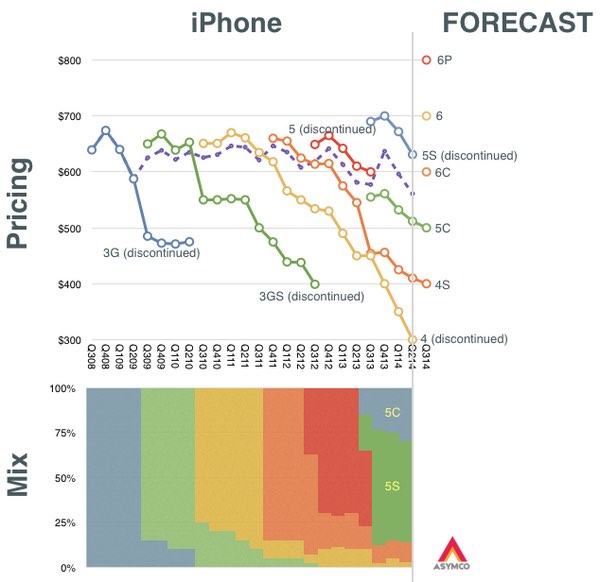 iPhone
FORECAST
Pricing
$800
$700
$600
$500
$400
$300
6P
6
5 (discontinued)
5S (discontinued)
6C
5C
3G (discontinued)
4S
3GS (discontinued)
4 (discontinued)
Q308
Q408
Q109
Q209
Q309
Q409
Q110
Q210
Q310
Q410
Q111
Q211
Q311
Q411
Q112
Q212
Q312
Q412
Q113
Q213
Q313
Q413
Q114
Q214
Q314
Mix
100%
75%
50%
25%
0%
5C
5S
ASYMCO